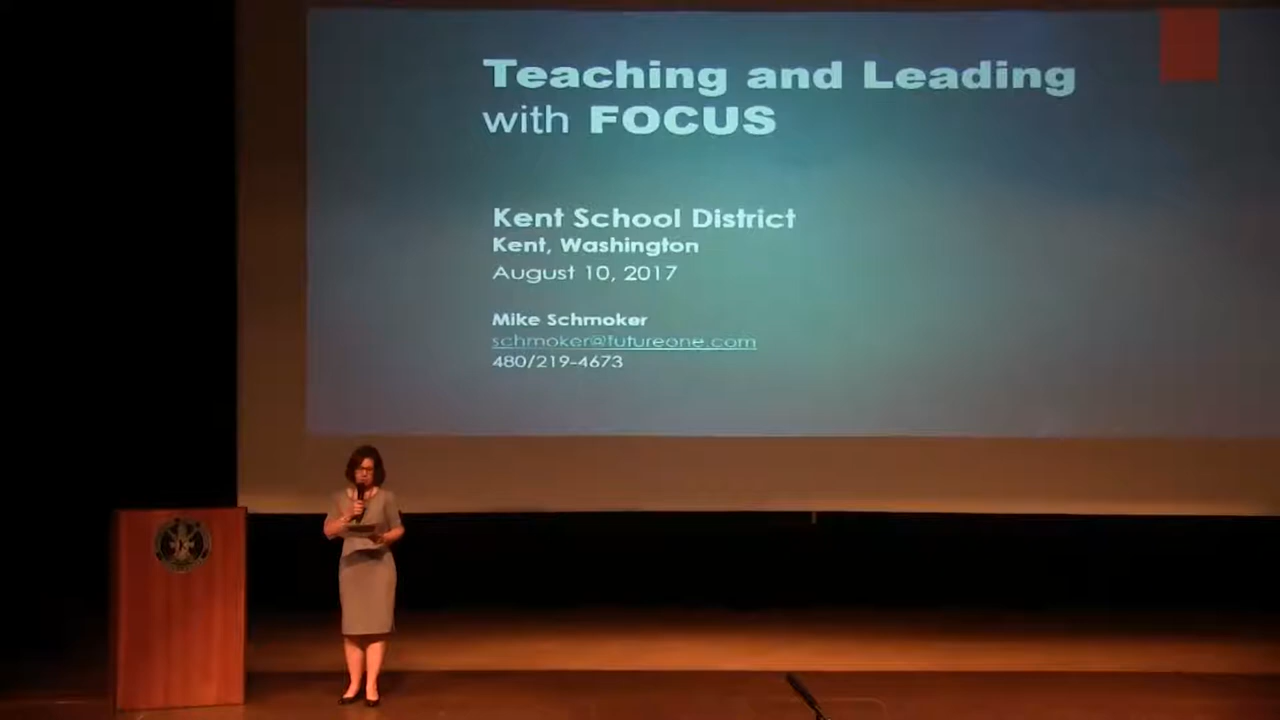 Teaching and Leading
with FOCUS
Kent School District
Kent, Washington
August 10, 2017
Mike Schmoker
schmoker@futureone.com
480/219-4673